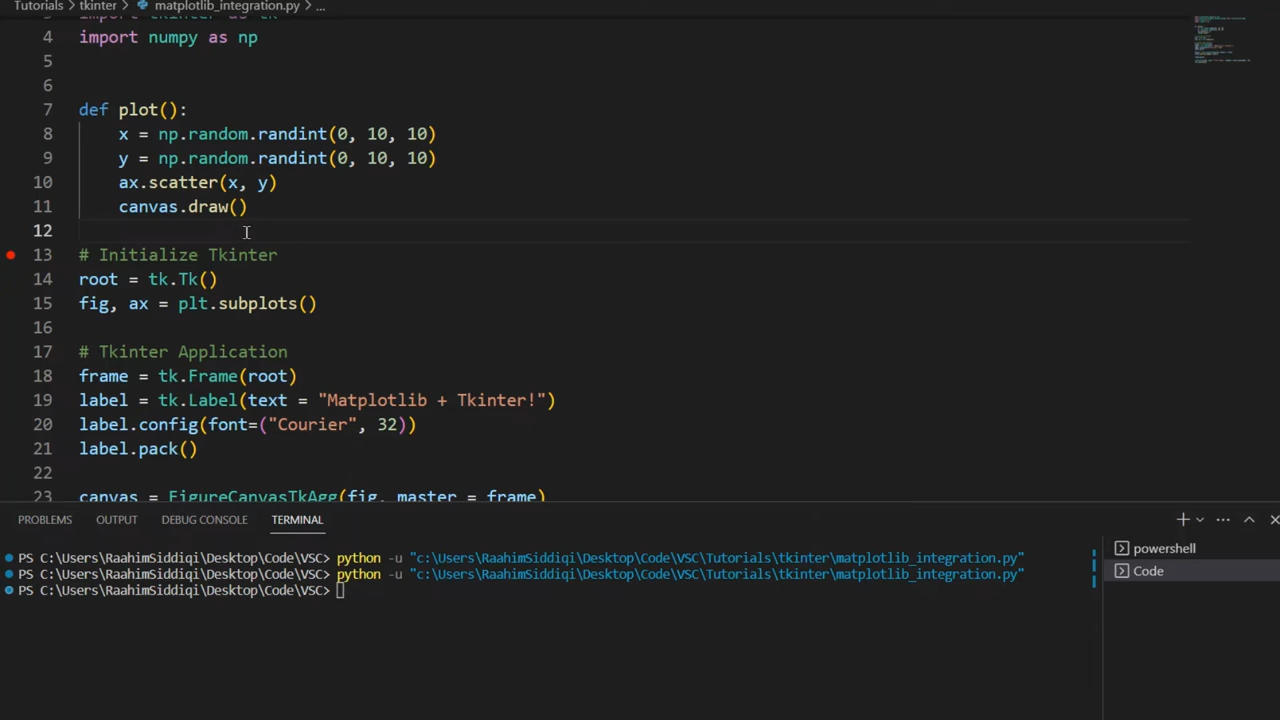 Tutorials > tkinter > matplotlib_integration.py > ...
3 import tkinter as tk
4 import numpy as np
5
6
7 def plot():
8 x = np.random.randint(0, 10, 10)
9 y = np.random.randint(0, 10, 10)
10 ax.scatter(x, y)
11 canvas.draw()
12
13 # Initialize Tkinter
14 root = tk.Tk()
15 fig, ax = plt.subplots()
16
17 # Tkinter Application
18 frame = tk.Frame(root)
19 label = tk.Label(text = "Matplotlib + Tkinter!")
20 label.config(font=("Courier", 32))
21 label.pack()
22
23 canvas = FigureCanvasTkAgg(fig, master = frame)
PROBLEMS OUTPUT DEBUG CONSOLE TERMINAL
PS C:\Users\RaahimSiddiqi\Desktop\Code\VSC> python -u "c:\Users\RaahimSiddiqi\Desktop\Code\VSC\Tutorials\tkinter\matplotlib_integration.py"
PS C:\Users\RaahimSiddiqi\Desktop\Code\VSC> python -u "c:\Users\RaahimSiddiqi\Desktop\Code\VSC\Tutorials\tkinter\matplotlib_integration.py"
PS C:\Users\RaahimSiddiqi\Desktop\Code\VSC>
powershell
Code